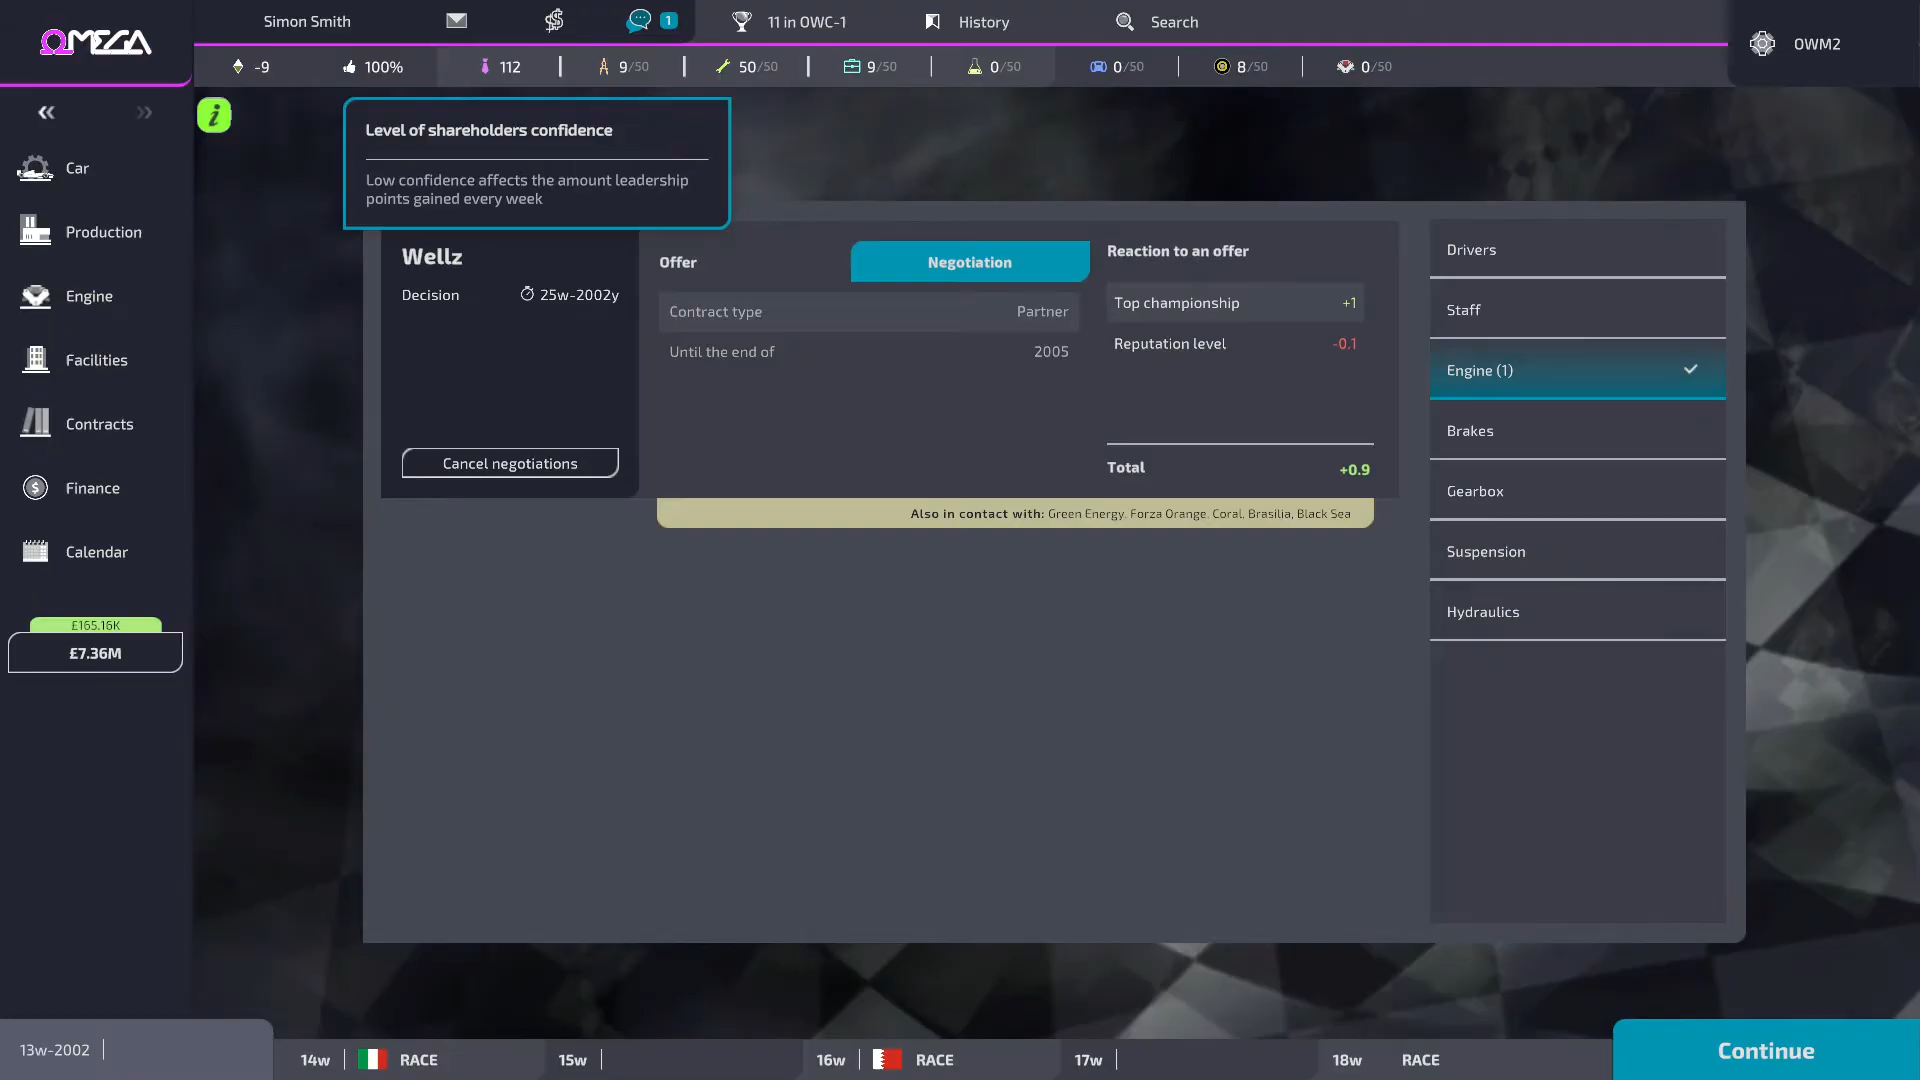 ΩMEGA
Simon Smith
1
11 in OWC-1
History
Search
OWM2
-9
100%
112
9/50
50/50
9/50
0/50
0/50
8/50
0/50
i
Level of shareholders confidence
Low confidence affects the amount leadership
points gained every week
Car
Production
Engine
Facilities
Contracts
Finance
Calendar
£165.16K
£7.36M
Wellz
Decision
25w-2002y
Cancel negotiations
Offer
Negotiation
Contract type
Partner
Until the end of
2005
Reaction to an offer
Top championship
+1
Reputation level
-0.1
Total
+0.9
Also in contact with: Green Energy, Forza Orange, Coral, Brasilia, Black Sea
Drivers
Staff
Engine (1)
Brakes
Gearbox
Suspension
Hydraulics
13w-2002
14w
RACE
15w
16w
RACE
17w
18w
RACE
Continue